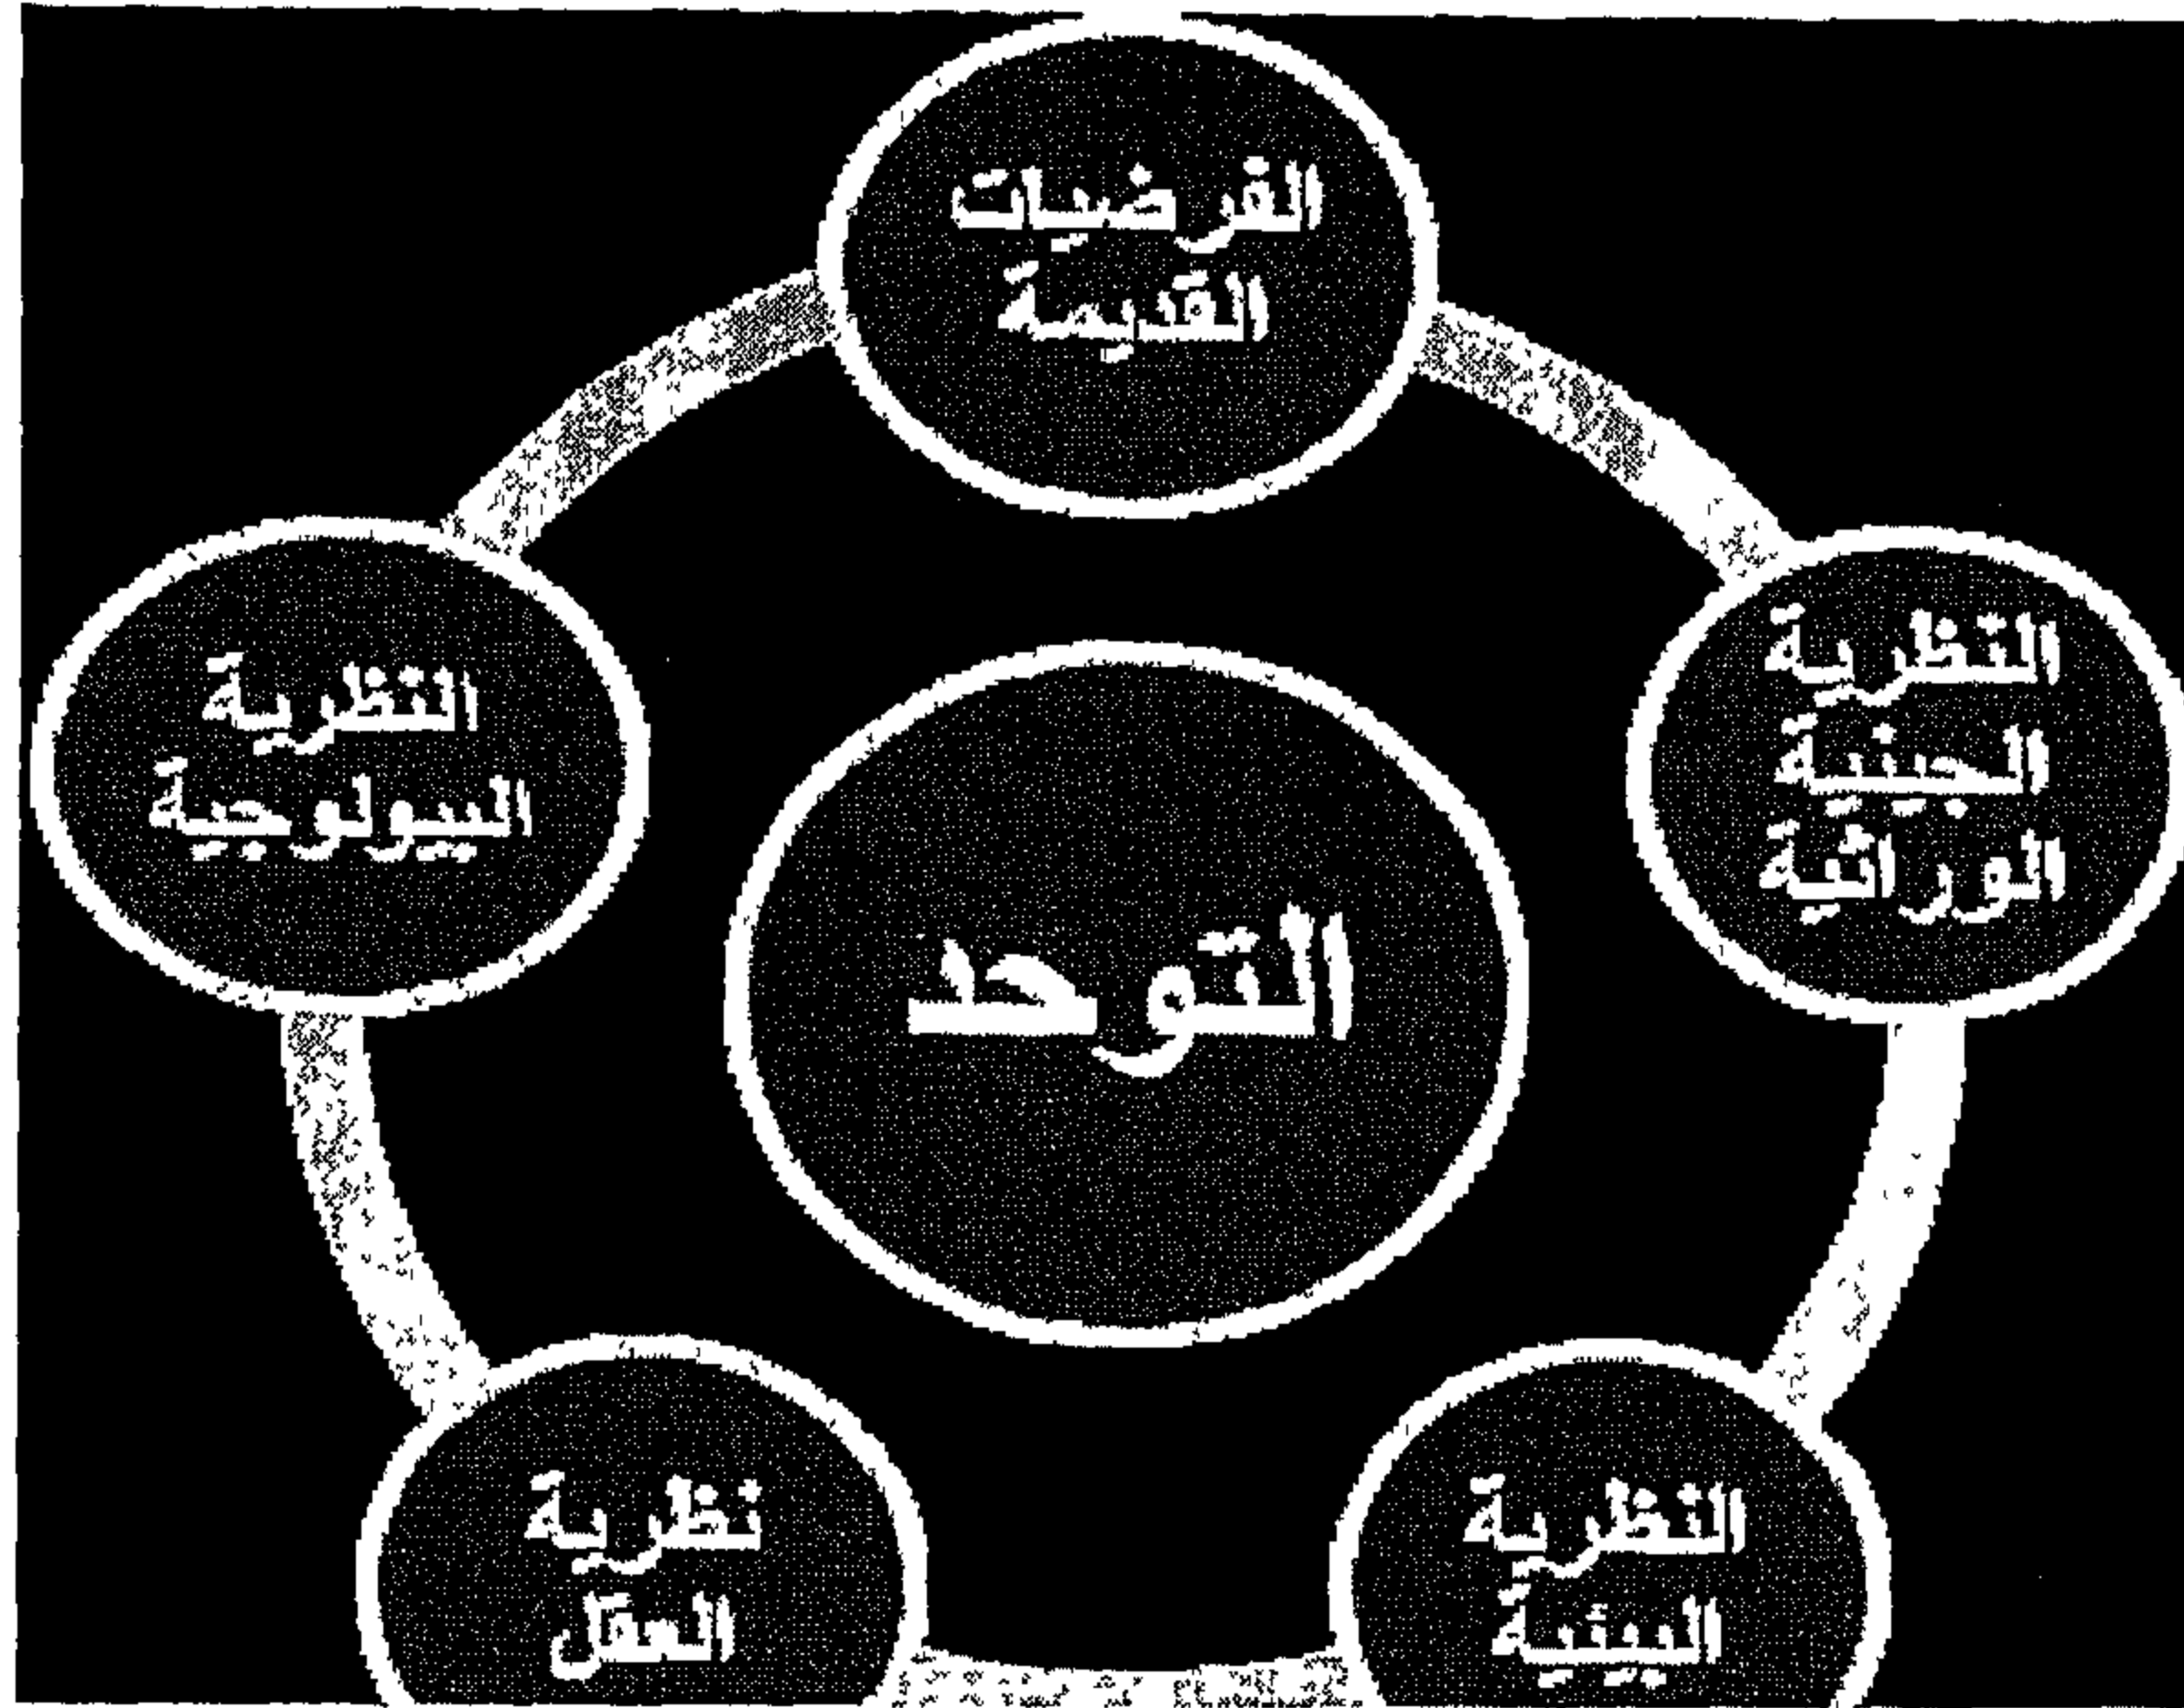 الفرضيات
القديمة
النظرية
الجينية
الوراثية
النظرية
البيئية
نظرية
العقل
النظرية
البيولوجية
التوحد